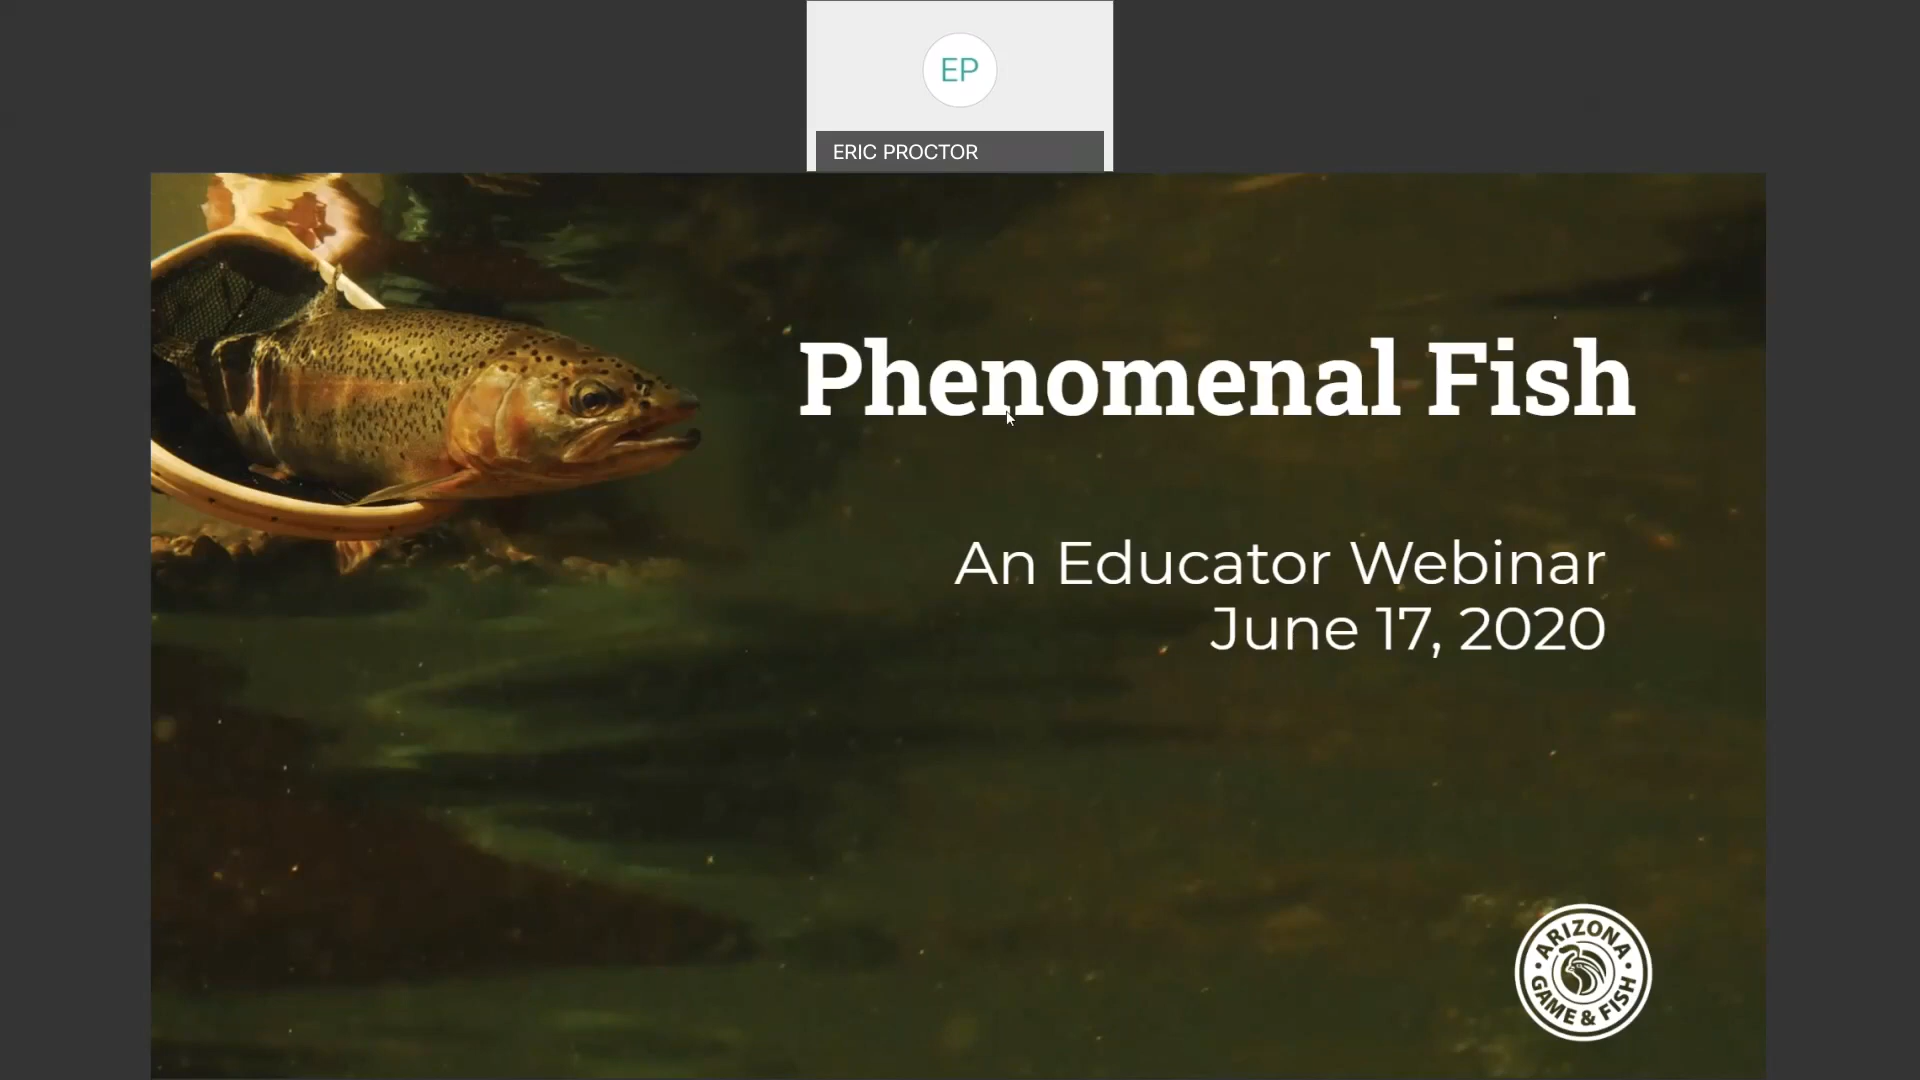 EP
ERIC PROCTOR
Phenomenal Fish
An Educator Webinar
June 17, 2020
ARIZONA
GAME & FISH